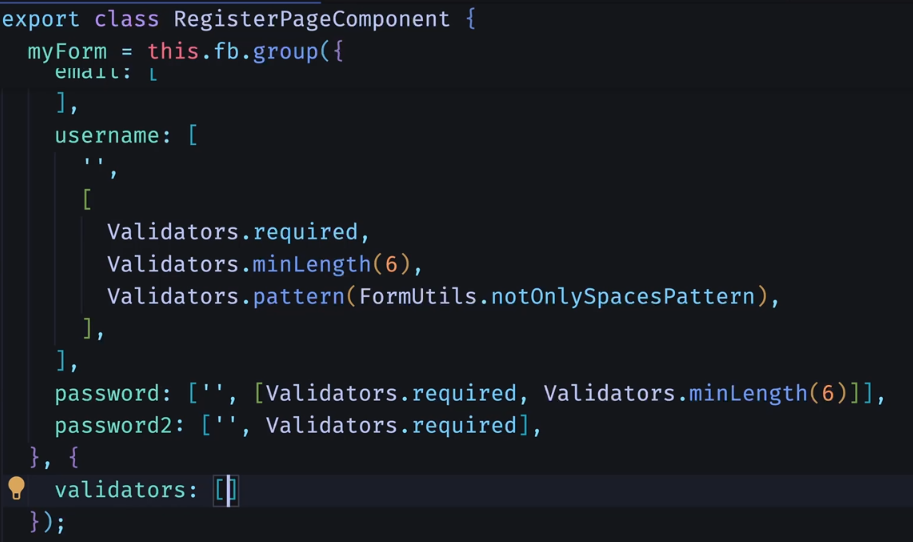 export class RegisterPageComponent {
  myForm = this.fb.group({
    email: [
    ],
    username: [
      '',
      [
        Validators.required,
        Validators.minLength(6),
        Validators.pattern(FormUtils.notOnlySpacesPattern),
      ],
    ],
    password: ['', [Validators.required, Validators.minLength(6)]],
    password2: ['', Validators.required],
  }, {
    validators: []
  });